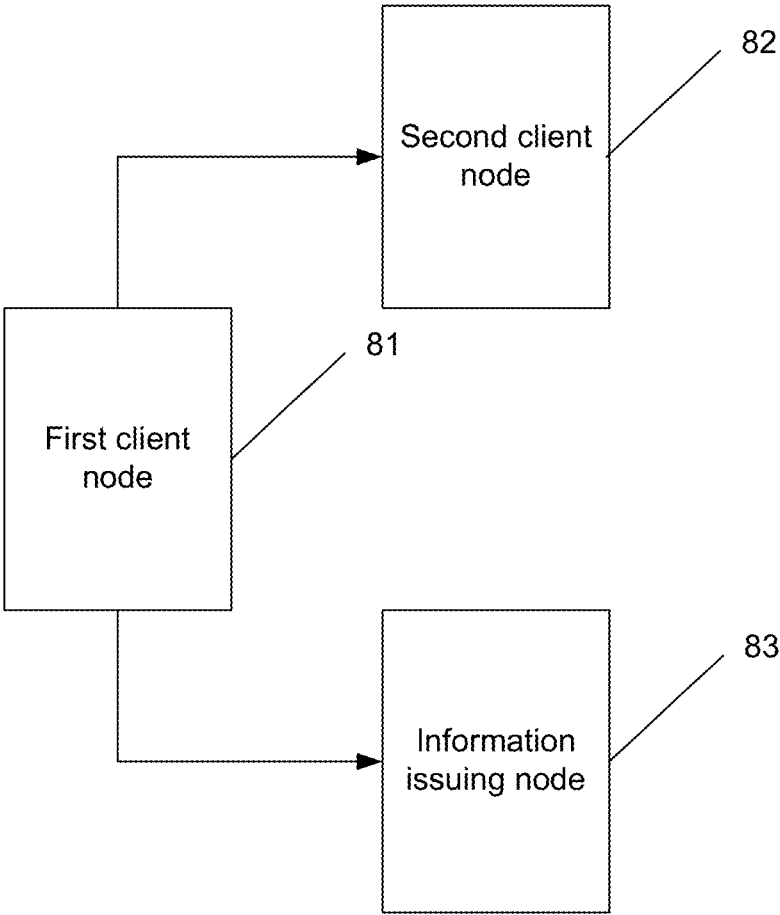 82
Second client
node
81
First client
node
83
Information
issuing node